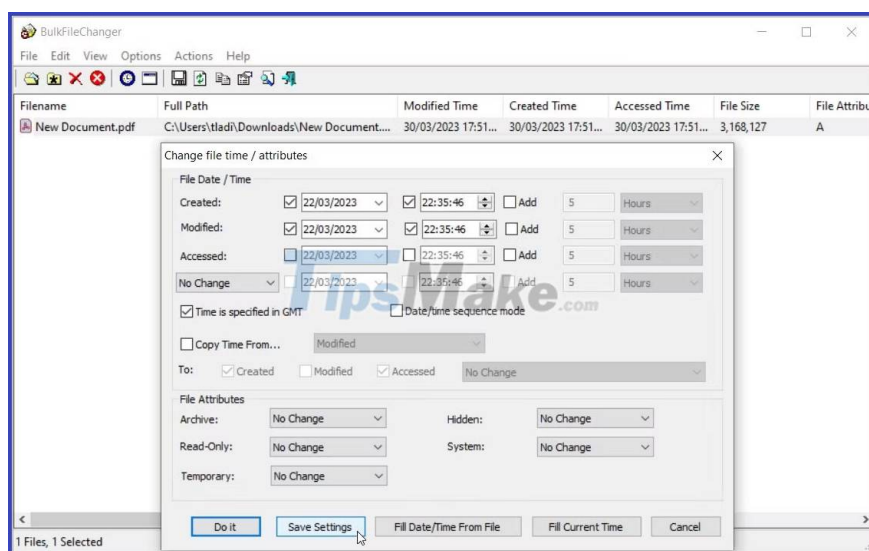 BulkFileChanger
File Edit View Options Actions Help
Filename Full Path Modified Time Created Time Accessed Time File Size File Attribu
New Document.pdf C:\Users\tladi\Downloads\New Document.... 30/03/2023 17:51... 30/03/2023 17:51... 30/03/2023 17:51... 3,168,127 A
Change file time / attributes
File Date / Time
Created: 22/03/2023 22:35:46 Add 5 Hours
Modified: 22/03/2023 22:35:46 Add 5 Hours
Accessed: 22/03/2023 22:35:46 Add 5 Hours
No Change 22/03/2023 22:35:46 Add 5 Hours
TipsMake.com
Time is specified in GMT Date/time sequence mode
Copy Time From... Modified
To: Created Modified Accessed No Change
File Attributes
Archive: No Change Hidden: No Change
Read-Only: No Change System: No Change
Temporary: No Change
Do it Save Settings Fill Date/Time From File Fill Current Time Cancel
1 Files, 1 Selected